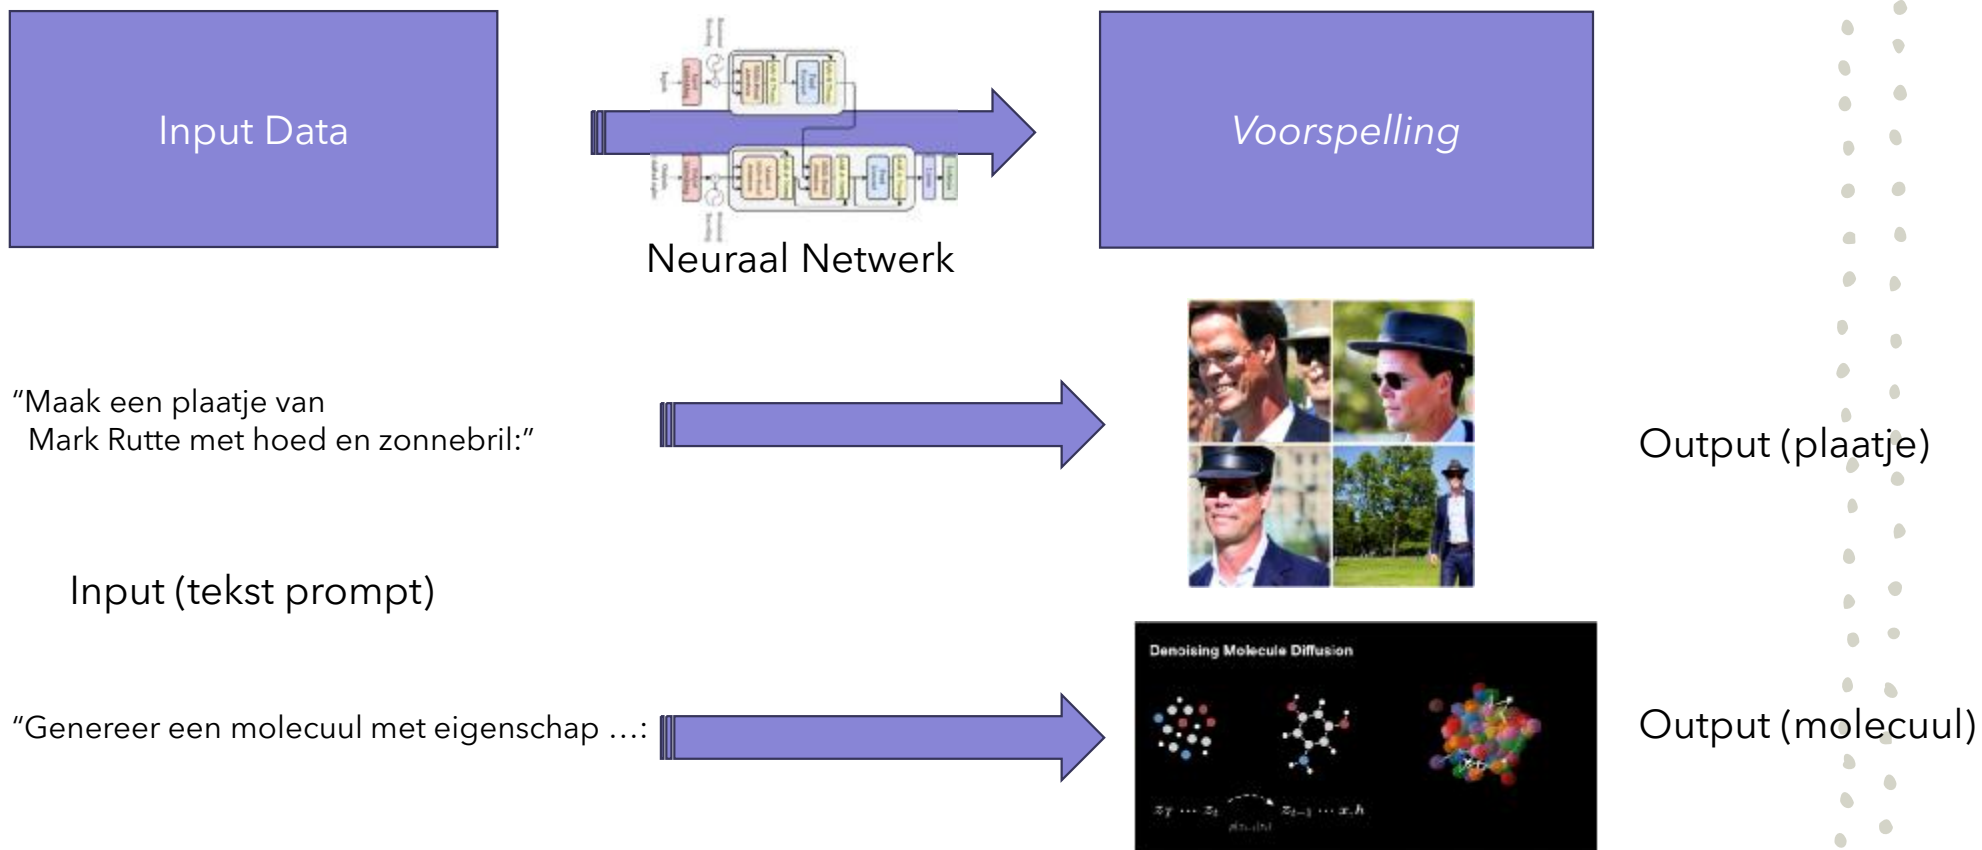 Input Data
Voorspelling
Neuraal Netwerk
“Maak een plaatje van
Mark Rutte met hoed en zonnebril:”
Output (plaatje)
Input (tekst prompt)
Denoising Molecule Diffusion
“Genereer een molecuul met eigenschap …:
Output (molecuul)